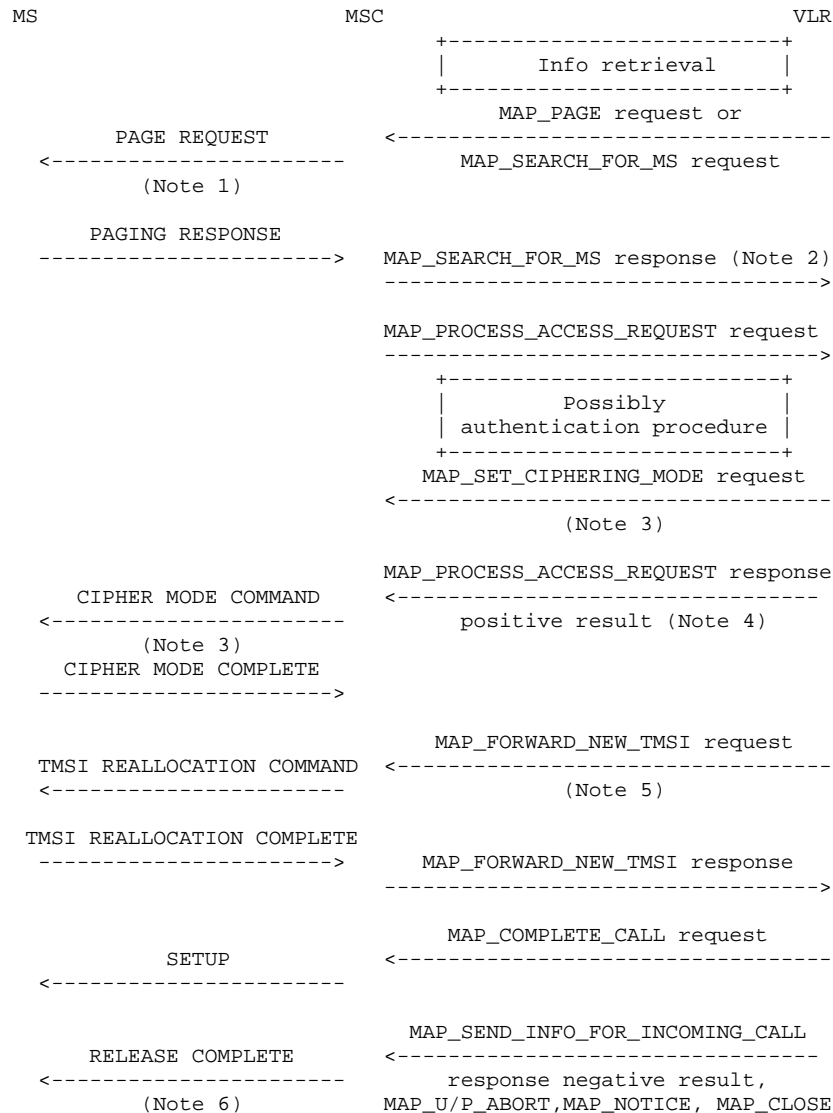 MS MSC VLR
Info retrieval
MAP_PAGE request or
PAGE REQUEST
MAP_SEARCH_FOR_MS request
(Note 1)
PAGING RESPONSE
MAP_SEARCH_FOR_MS response (Note 2)
MAP_PROCESS_ACCESS_REQUEST request
Possibly
authentication procedure
MAP_SET_CIPHERING_MODE request
(Note 3)
MAP_PROCESS_ACCESS_REQUEST response
CIPHER MODE COMMAND
positive result (Note 4)
(Note 3)
CIPHER MODE COMPLETE
MAP_FORWARD_NEW_TMSI request
TMSI REALLOCATION COMMAND
(Note 5)
TMSI REALLOCATION COMPLETE
MAP_FORWARD_NEW_TMSI response
MAP_COMPLETE_CALL request
SETUP
MAP_SEND_INFO_FOR_INCOMING_CALL
RELEASE COMPLETE
response negative result,
(Note 6) MAP_U/P_ABORT,MAP_NOTICE, MAP_CLOSE